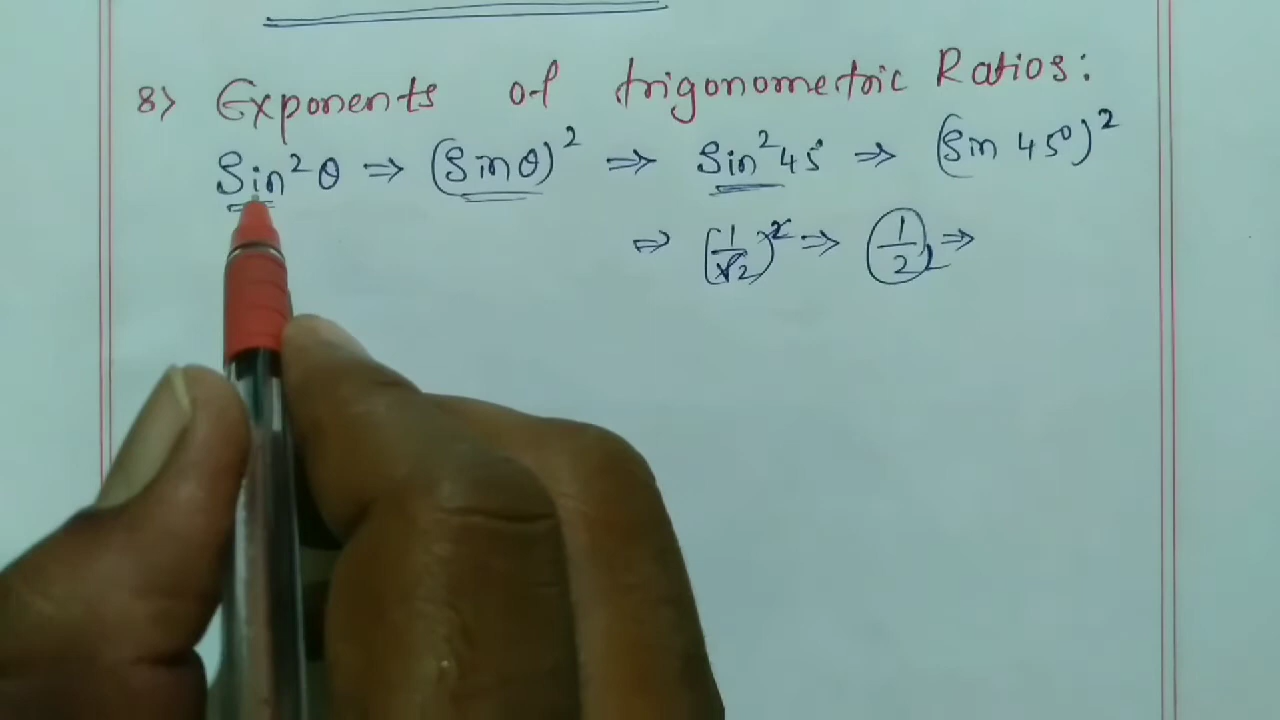 8) Exponents of trigonometric Ratios:
Sin²θ ⇒ (Sinθ)² ⇒ Sin²45° ⇒ (Sin 45°)²
⇒ (1/√2)² ⇒ (1/2) ⇒